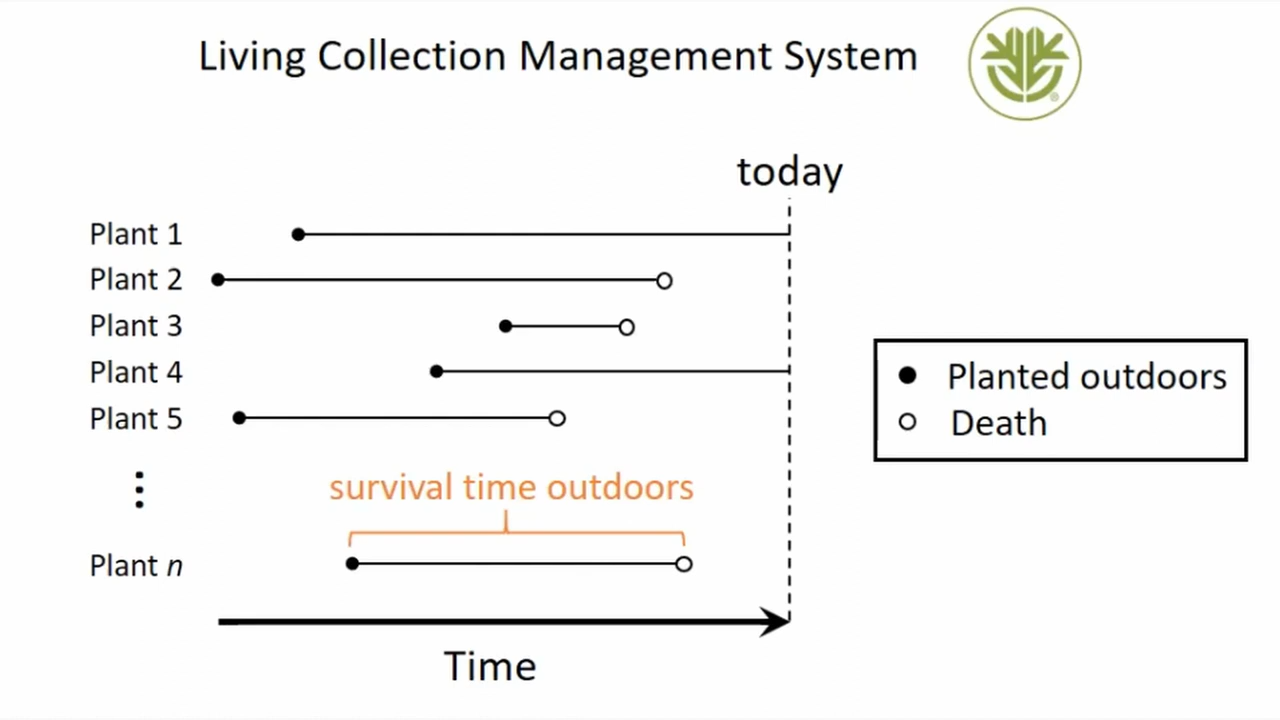 Living Collection Management System
®
today
Plant 1
Plant 2
Plant 3
Plant 4
Plant 5
Planted outdoors
Death
survival time outdoors
Plant n
Time